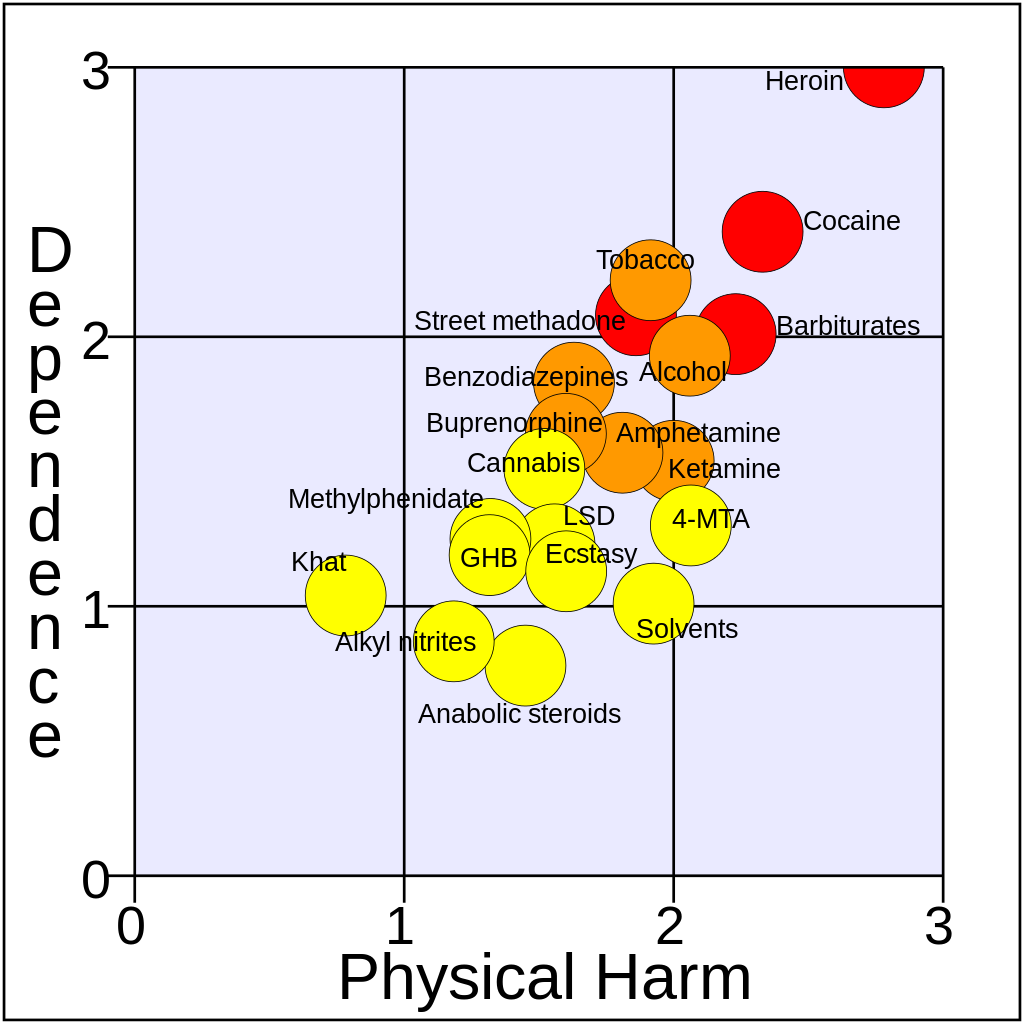 3
Heroin
Cocaine
Dependence
Tobacco
Street methadone
Barbiturates
2
Alcohol
Benzodiazepines
Buprenorphine
Amphetamine
Cannabis
Ketamine
Methylphenidate
LSD
4-MTA
GHB
Ecstasy
Khat
1
Solvents
Alkyl nitrites
Anabolic steroids
0
0 1 2 3
Physical Harm